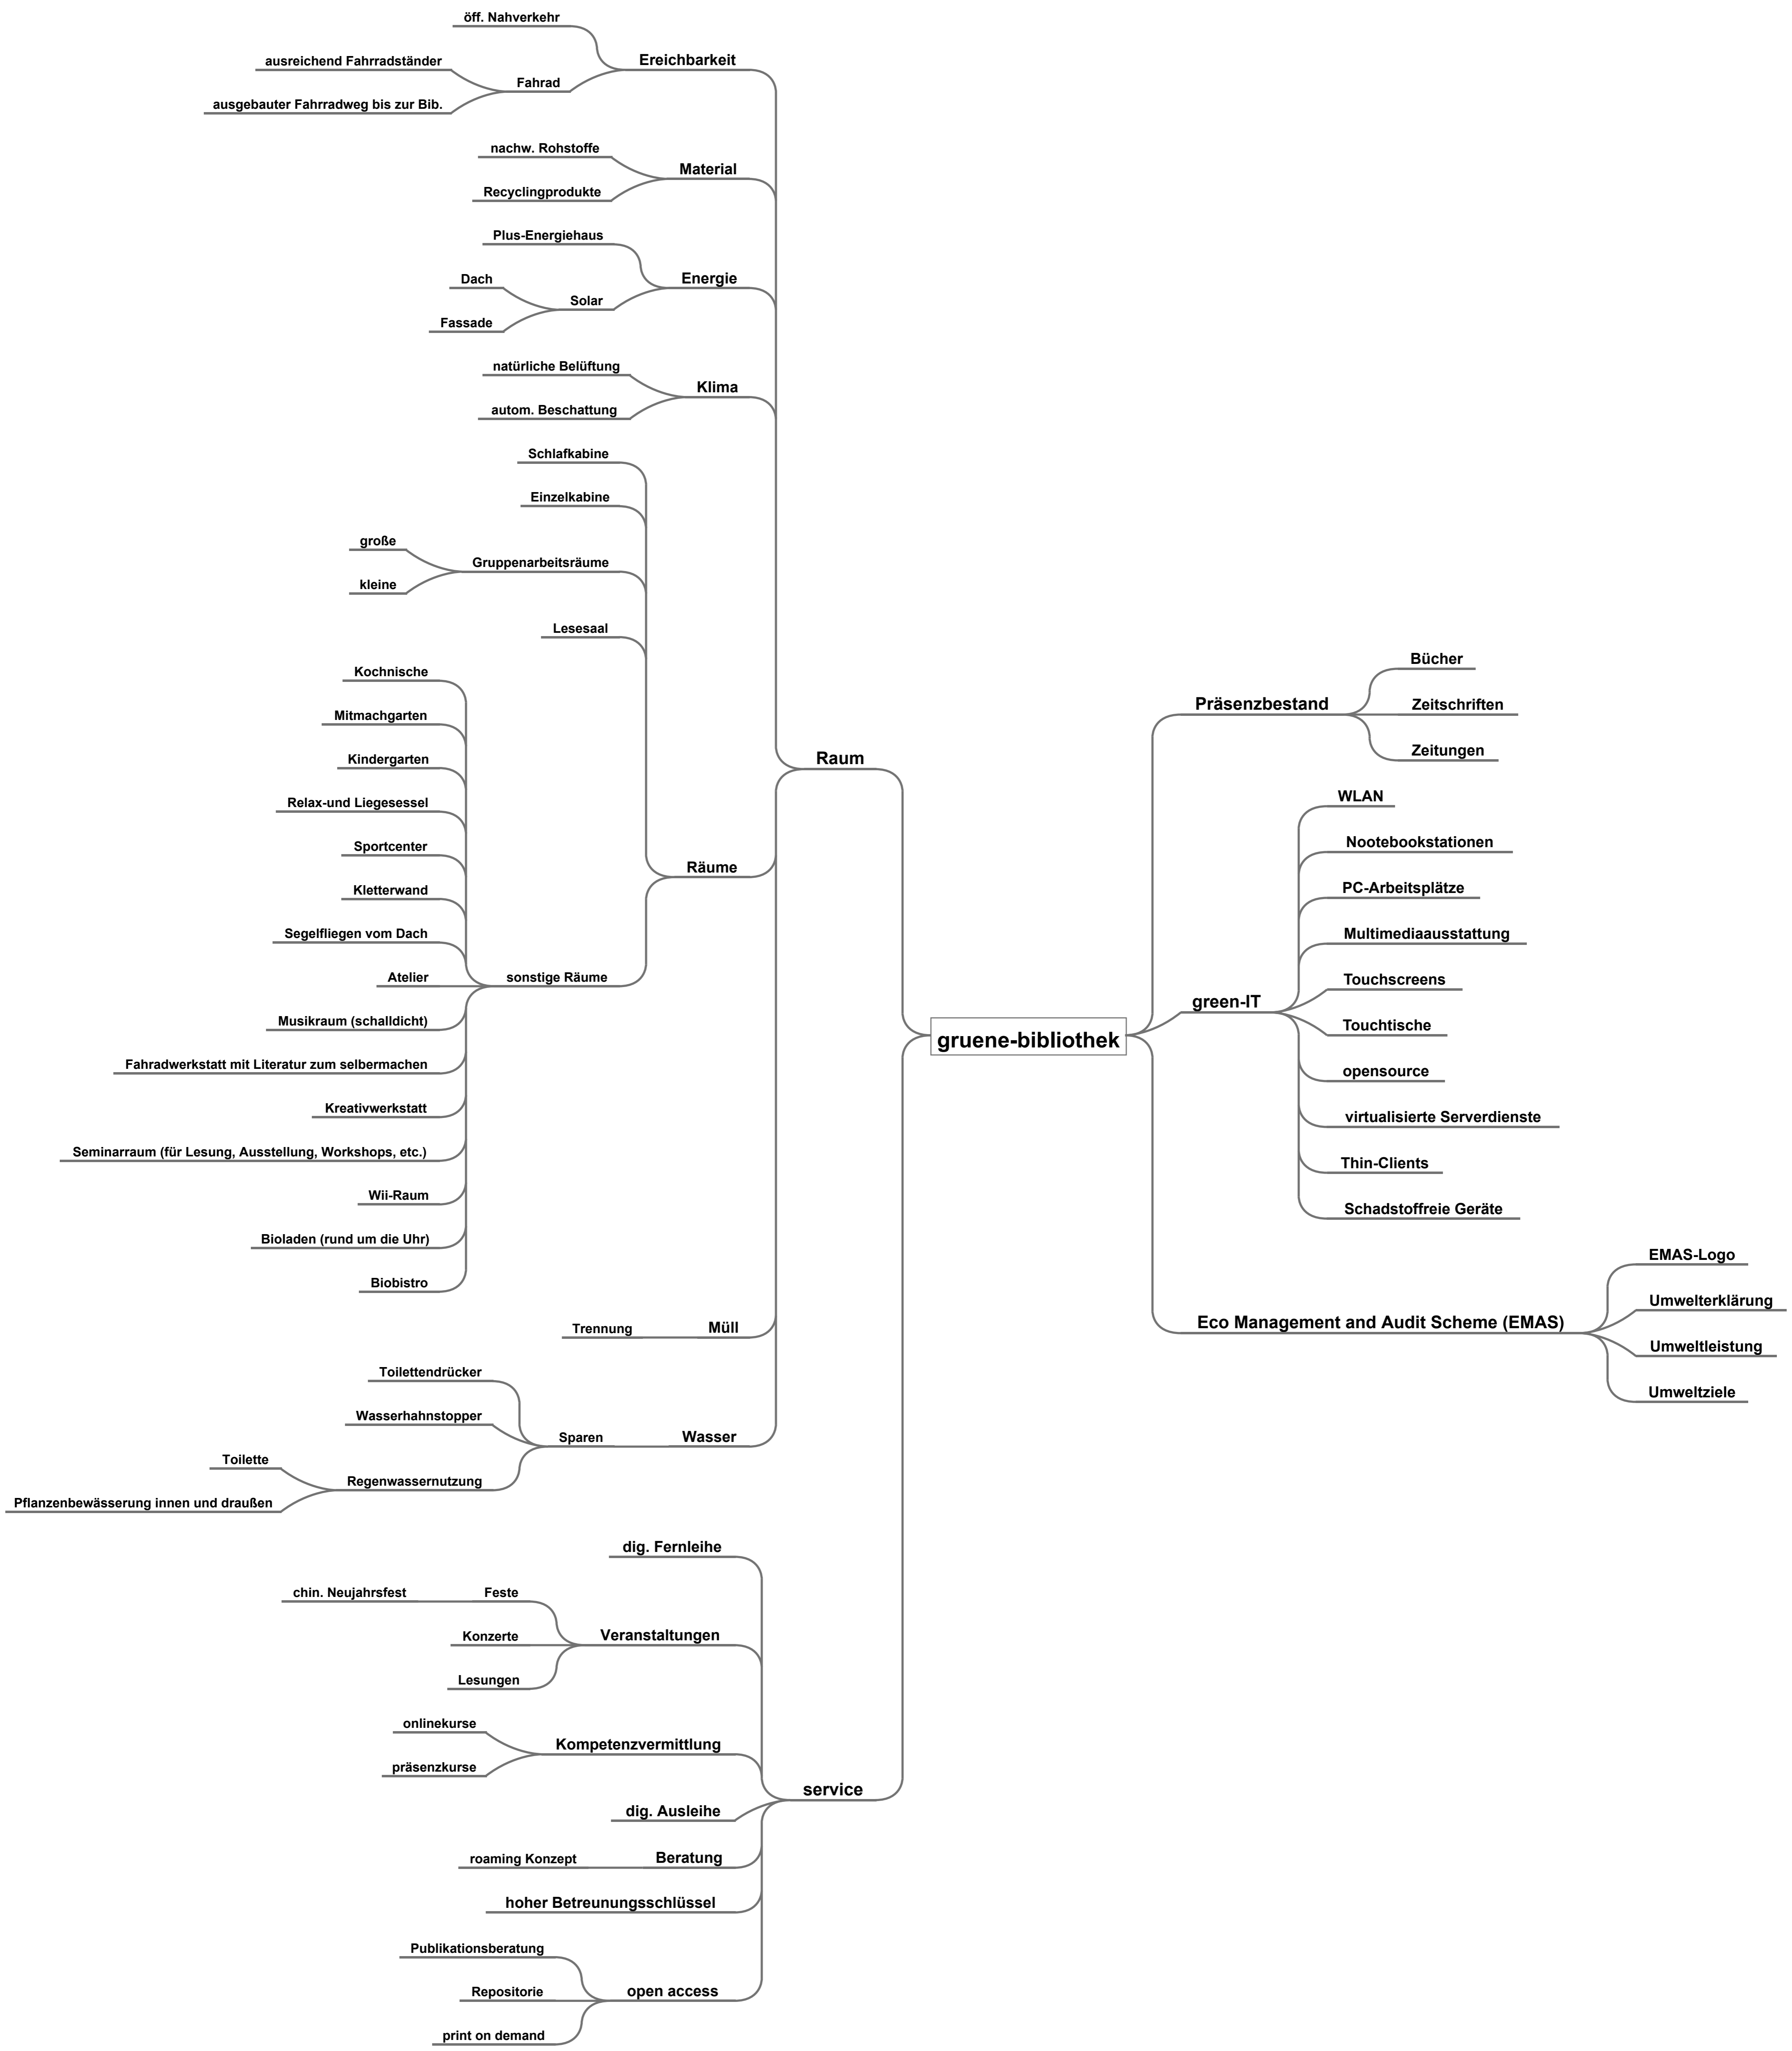 öff. Nahverkehr
Ereichbarkeit
ausreichend Fahrradständer
Fahrad
ausgebauter Fahrradweg bis zur Bib.
nachw. Rohstoffe
Material
Recyclingprodukte
Plus-Energiehaus
Energie
Dach
Solar
Fassade
natürliche Belüftung
Klima
autom. Beschattung
Schlafkabine
Einzelkabine
große
Gruppenarbeitsräume
kleine
Lesesaal
Kochnische
Mitmachgarten
Kindergarten
Relax-und Liegesessel
Sportcenter
Kletterwand
Segelfliegen vom Dach
Atelier
Musikraum (schalldicht)
Fahradwerkstatt mit Literatur zum selbermachen
Kreativwerkstatt
Seminarraum (für Lesung, Ausstellung, Workshops, etc.)
Wii-Raum
Bioladen (rund um die Uhr)
Biobistro
sonstige Räume
Räume
Raum
Trennung
Müll
Toilettendrücker
Wasserhahnstopper
Sparen
Wasser
Toilette
Regenwassernutzung
Pflanzenbewässerung innen und draußen
dig. Fernleihe
chin. Neujahrsfest
Feste
Konzerte
Veranstaltungen
Lesungen
onlinekurse
Kompetenzvermittlung
präsenzkurse
service
dig. Ausleihe
roaming Konzept
Beratung
hoher Betreunungsschlüssel
Publikationsberatung
Repositorie
open access
print on demand
gruene-bibliothek
Präsenzbestand
Bücher
Zeitschriften
Zeitungen
green-IT
WLAN
Nootebookstationen
PC-Arbeitsplätze
Multimediaausstattung
Touchscreens
Touchtische
opensource
virtualisierte Serverdienste
Thin-Clients
Schadstoffreie Geräte
Eco Management and Audit Scheme (EMAS)
EMAS-Logo
Umwelterklärung
Umweltleistung
Umweltziele